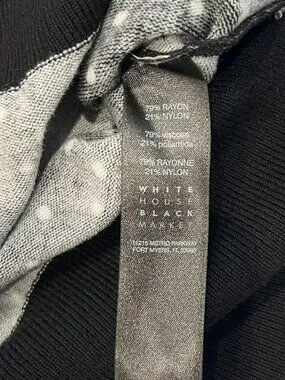 79% RAYON
21% NYLON
79% viscosa
21% poliamida
79% RAYONNE
21% NYLON
WHITE
HOUSE
BLACK
MARKET
11215 METRO PARKWAY
FORT MYERS, FL 33966